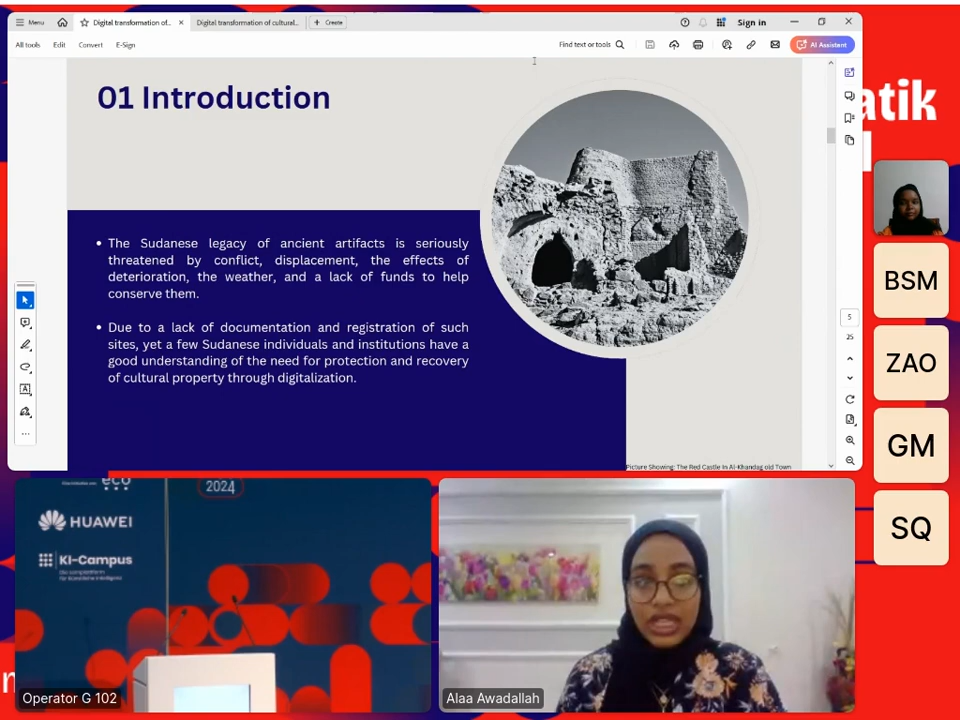 Menu
Digital transformation of..
Digital transformation of cultural...
Create
Sign in
All tools
Edit
Convert
E-Sign
Find text or tools
AI Assistant
01 Introduction
• The Sudanese legacy of ancient artifacts is seriously
threatened by conflict, displacement, the effects of
deterioration, the weather, and a lack of funds to help
conserve them.
• Due to a lack of documentation and registration of such
sites, yet a few Sudanese individuals and institutions have a
good understanding of the need for protection and recovery
of cultural property through digitalization.
Picture Showing: The Red Castle In Al-Khandag old Town
5
25
atik
BSM
ZAO
GM
SQ
eco
2024
HUAWEI
KI-Campus
Operator G 102
Alaa Awadallah